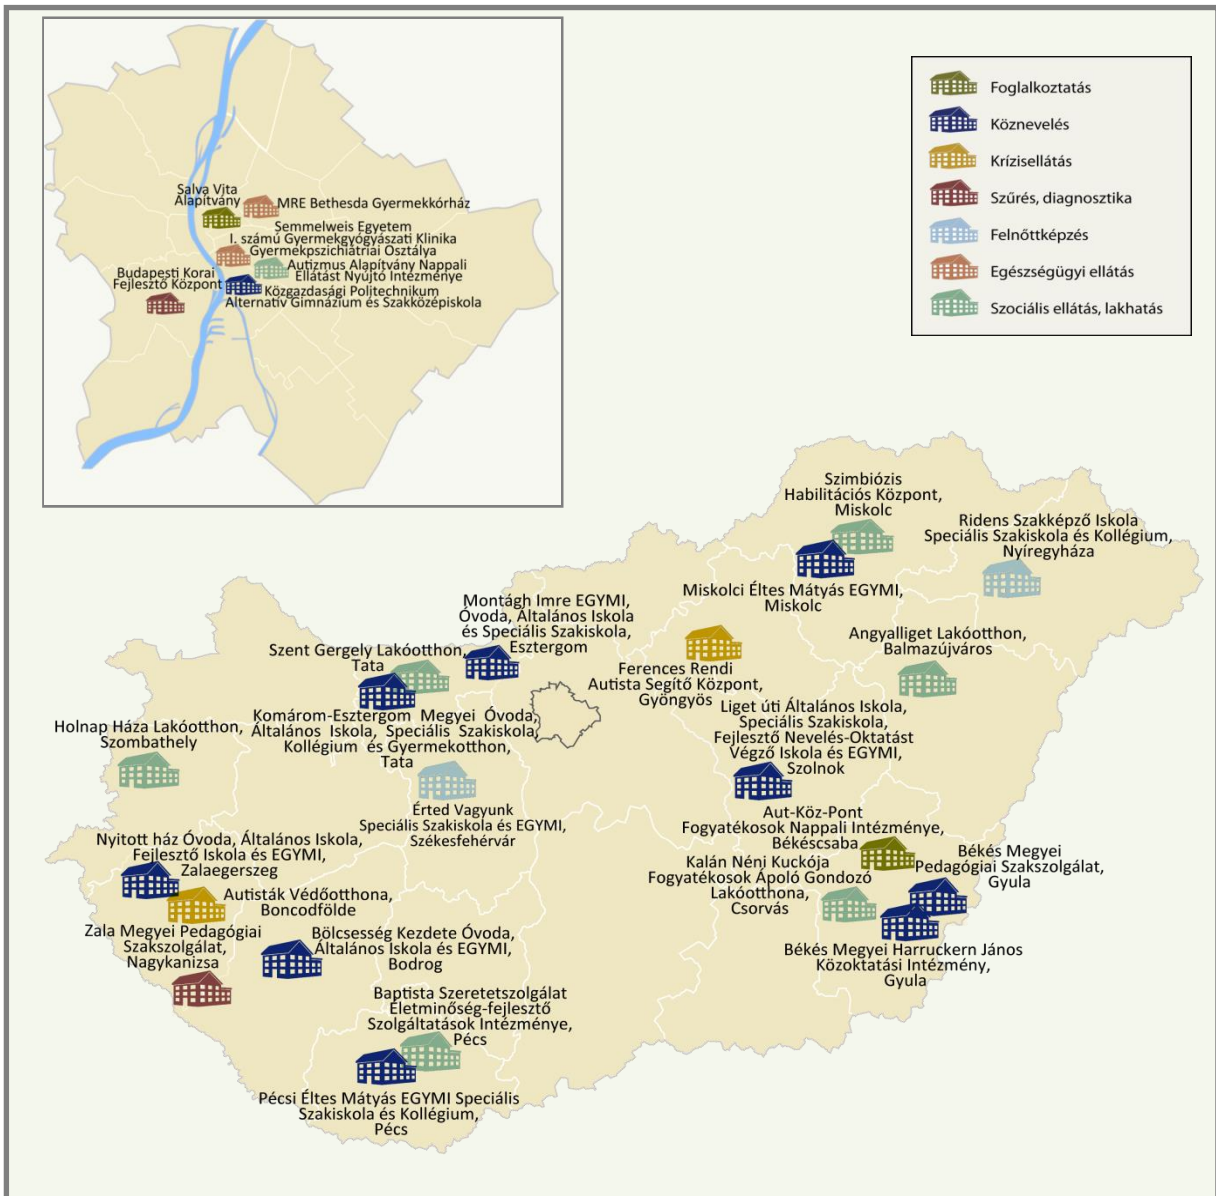 Salva Vita
Alapítvány
MRE Bethesda Gyermekkórház
Semmelweis Egyetem
I. számú Gyermekgyógyászati Klinika
Gyermekpszichiátriai Osztálya
Autizmus Alapítvány Nappali
Ellátást Nyújtó Intézménye
Budapesti Korai
Fejlesztő Központ
Közgazdasági Politechnikum
Alternatív Gimnázium és Szakközépiskola
Foglalkoztatás
Köznevelés
Krízisellátás
Szűrés, diagnosztika
Felnőttképzés
Egészségügyi ellátás
Szociális ellátás, lakhatás
Szimbiózis
Habilitációs Központ,
Miskolc
Ridens Szakképző Iskola
Speciális Szakiskola és Kollégium,
Nyíregyháza
Miskolci Éltes Mátyás EGYMI,
Miskolc
Montágh Imre EGYMI,
Óvoda, Általános Iskola
és Speciális Szakiskola,
Esztergom
Angyalliget Lakóotthon,
Balmazújváros
Szent Gergely Lakóotthon,
Tata
Ferences Rendi
Autista Segítő Központ,
Gyöngyös
Komárom-Esztergom Megyei Óvoda,
Általános Iskola, Speciális Szakiskola,
Kollégium és Gyermekotthon,
Tata
Liget úti Általános Iskola,
Speciális Szakiskola,
Fejlesztő Nevelés-Oktatást
Végző Iskola és EGYMI,
Szolnok
Holnap Háza Lakóotthon,
Szombathely
Érted Vagyunk
Speciális Szakiskola és EGYMI,
Székesfehérvár
Aut-Köz-Pont
Fogyatékosok Nappali Intézménye,
Békéscsaba
Nyitott ház Óvoda, Általános Iskola,
Fejlesztő Iskola és EGYMI,
Zalaegerszeg
Békés Megyei
Pedagógiai Szakszolgálat,
Gyula
Kalán Néni Kuckója
Fogyatékosok Ápoló Gondozó
Lakóotthona,
Csorvás
Autisták Védőotthona,
Boncodfölde
Zala Megyei Pedagógiai
Szakszolgálat,
Nagykanizsa
Bölcsesség Kezdete Óvoda,
Általános Iskola és EGYMI,
Bodrog
Békés Megyei Harruckern János
Közoktatási Intézmény,
Gyula
Baptista Szeretetszolgálat
Életminőség-fejlesztő
Szolgáltatások Intézménye,
Pécs
Pécsi Éltes Mátyás EGYMI Speciális
Szakiskola és Kollégium,
Pécs